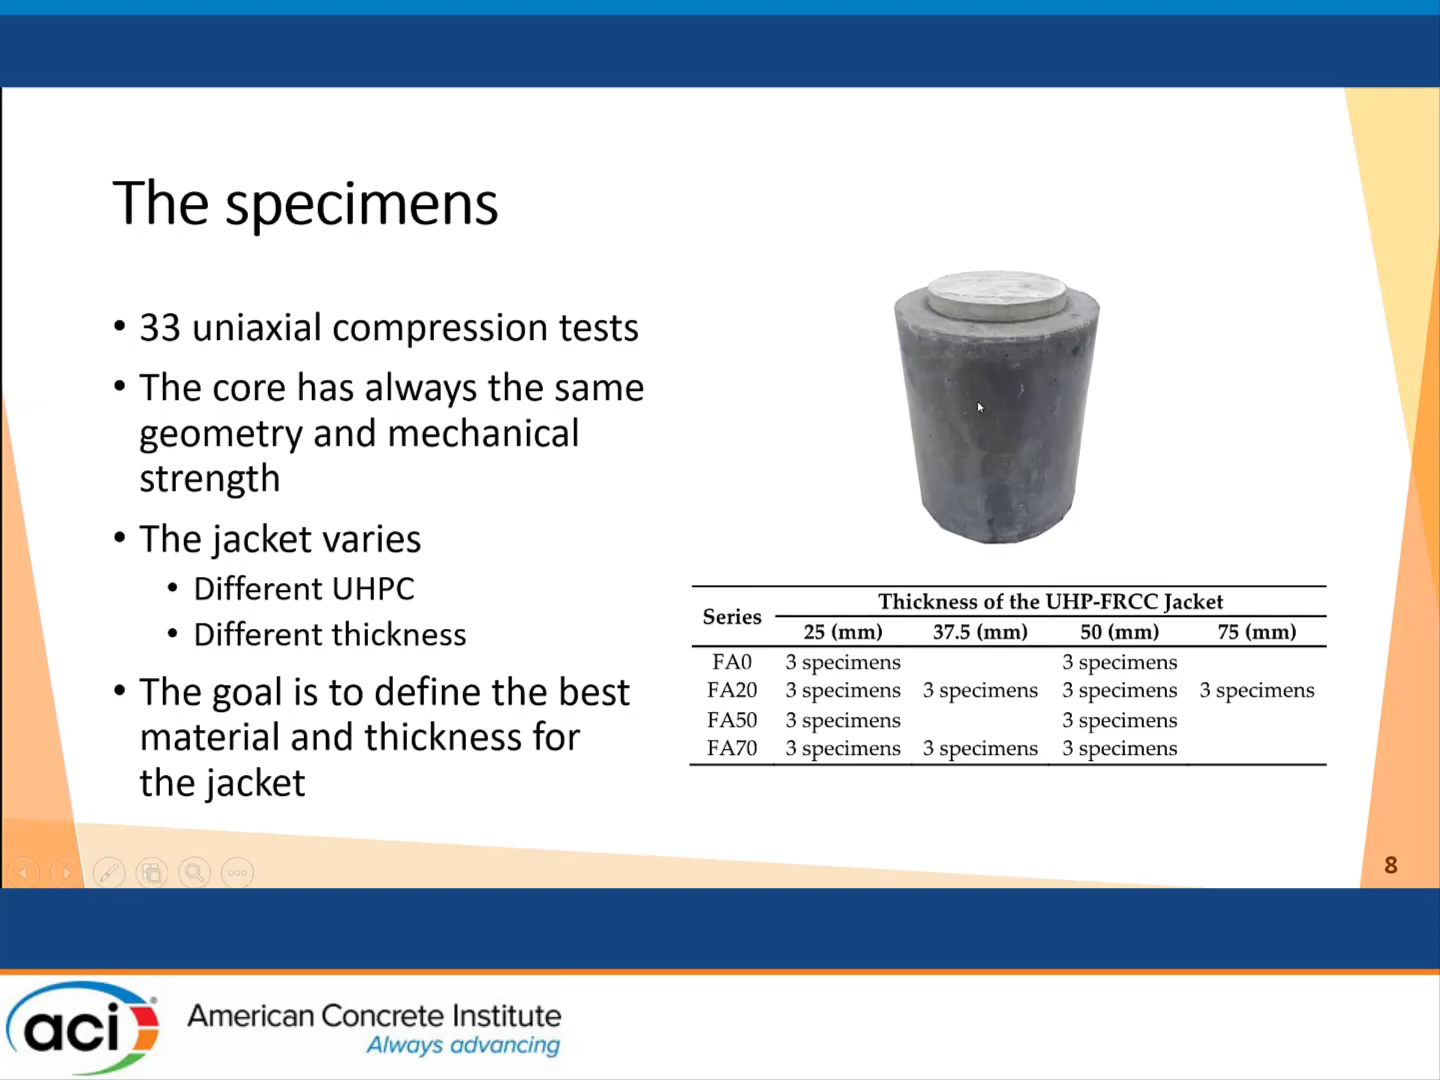 The specimens
• 33 uniaxial compression tests
• The core has always the same
geometry and mechanical
strength
• The jacket varies
• Different UHPC
• Different thickness
• The goal is to define the best
material and thickness for
the jacket
Series Thickness of the UHP-FRCC Jacket
25 (mm) 37.5 (mm) 50 (mm) 75 (mm)
FA0 3 specimens 3 specimens
FA20 3 specimens 3 specimens 3 specimens 3 specimens
FA50 3 specimens 3 specimens
FA70 3 specimens 3 specimens 3 specimens
8
aci®
American Concrete Institute
Always advancing